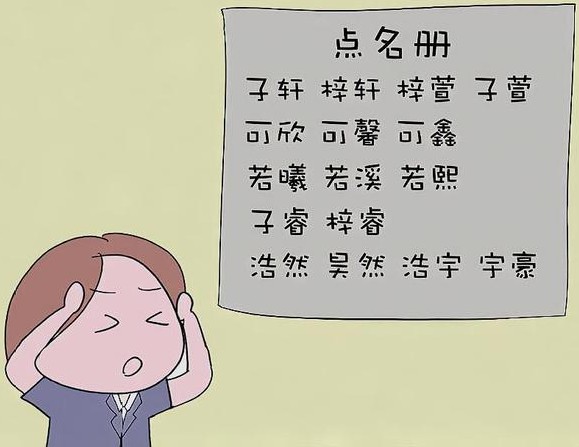 点名册
子轩 梓轩 梓萱 子萱
可欣 可馨 可鑫
若曦 若溪 若熙
子睿 梓睿
浩然 昊然 浩宇 宇豪